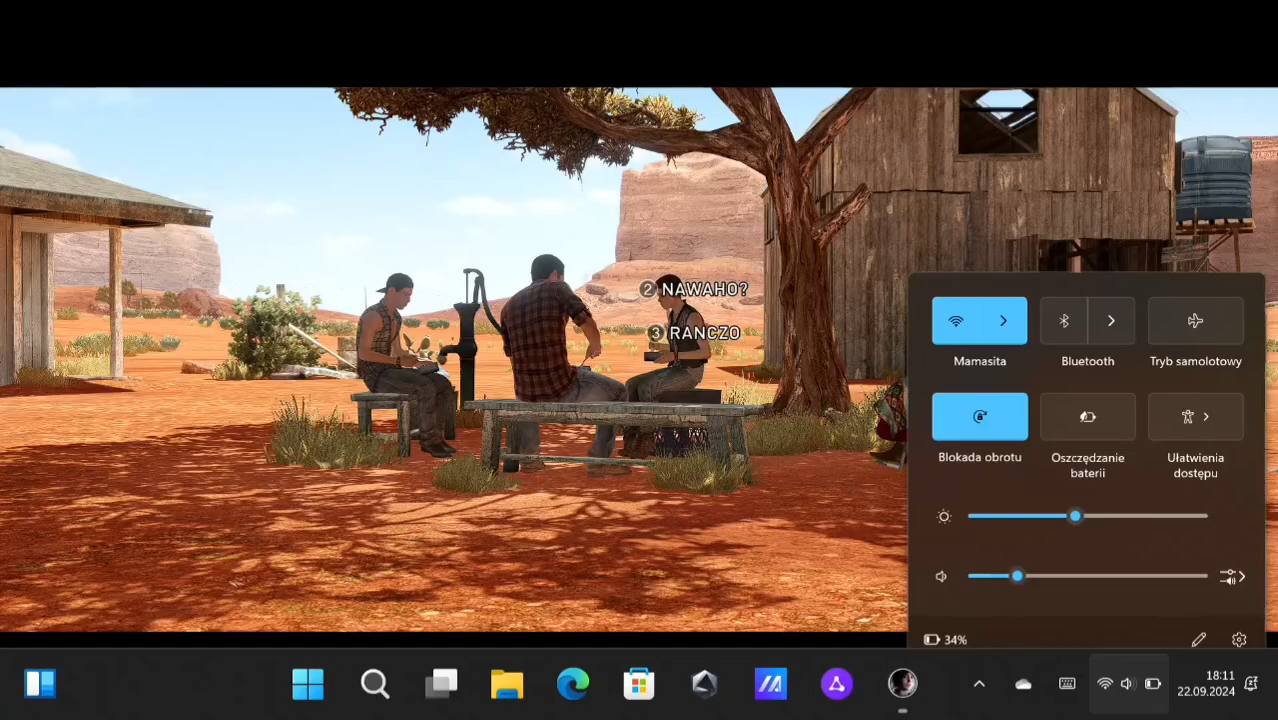 2 NAWAHO?
3 RANCZO
Mamasita
Bluetooth
Tryb samolotowy
Blokada obrotu
Oszczędzanie
baterii
Ułatwienia
dostępu
34%
18:11
22.09.2024